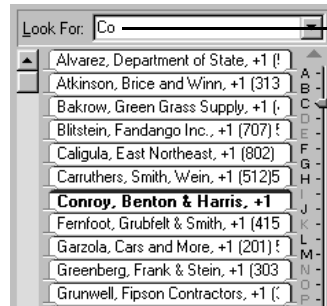 Look For: Co
Alvarez, Department of State, +1 (
Atkinson, Brice and Winn, +1 (313
Bakrow, Green Grass Supply, +1 (
Blitstein, Fandango Inc., +1 (707)
Caligula, East Northeast, +1 (802)
Carruthers, Smith, Wein, +1 (512)5
Conroy, Benton & Harris, +1
Fernfoot, Grubfelt & Smith, +1 (415
Garzola, Cars and More, +1 (201)
Greenberg, Frank & Stein, +1 (303
Grunwell, Fipson Contractors, +1 (
A
B
C
D
E
F
G
H
I
J
K
L
M
N
O
P